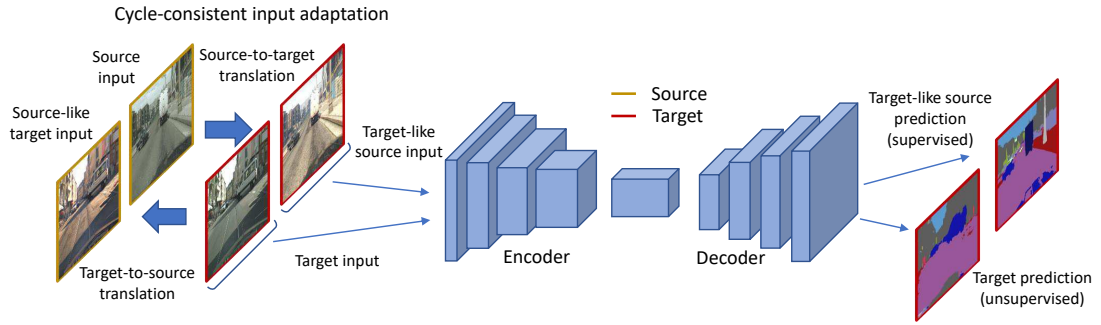 Cycle-consistent input adaptation
Source
input
Source-to-target
translation
Source-like
target input
Target-like
source input
Target-to-source
translation
Target input
Encoder
Source
Target
Decoder
Target-like source
prediction
(supervised)
Target prediction
(unsupervised)